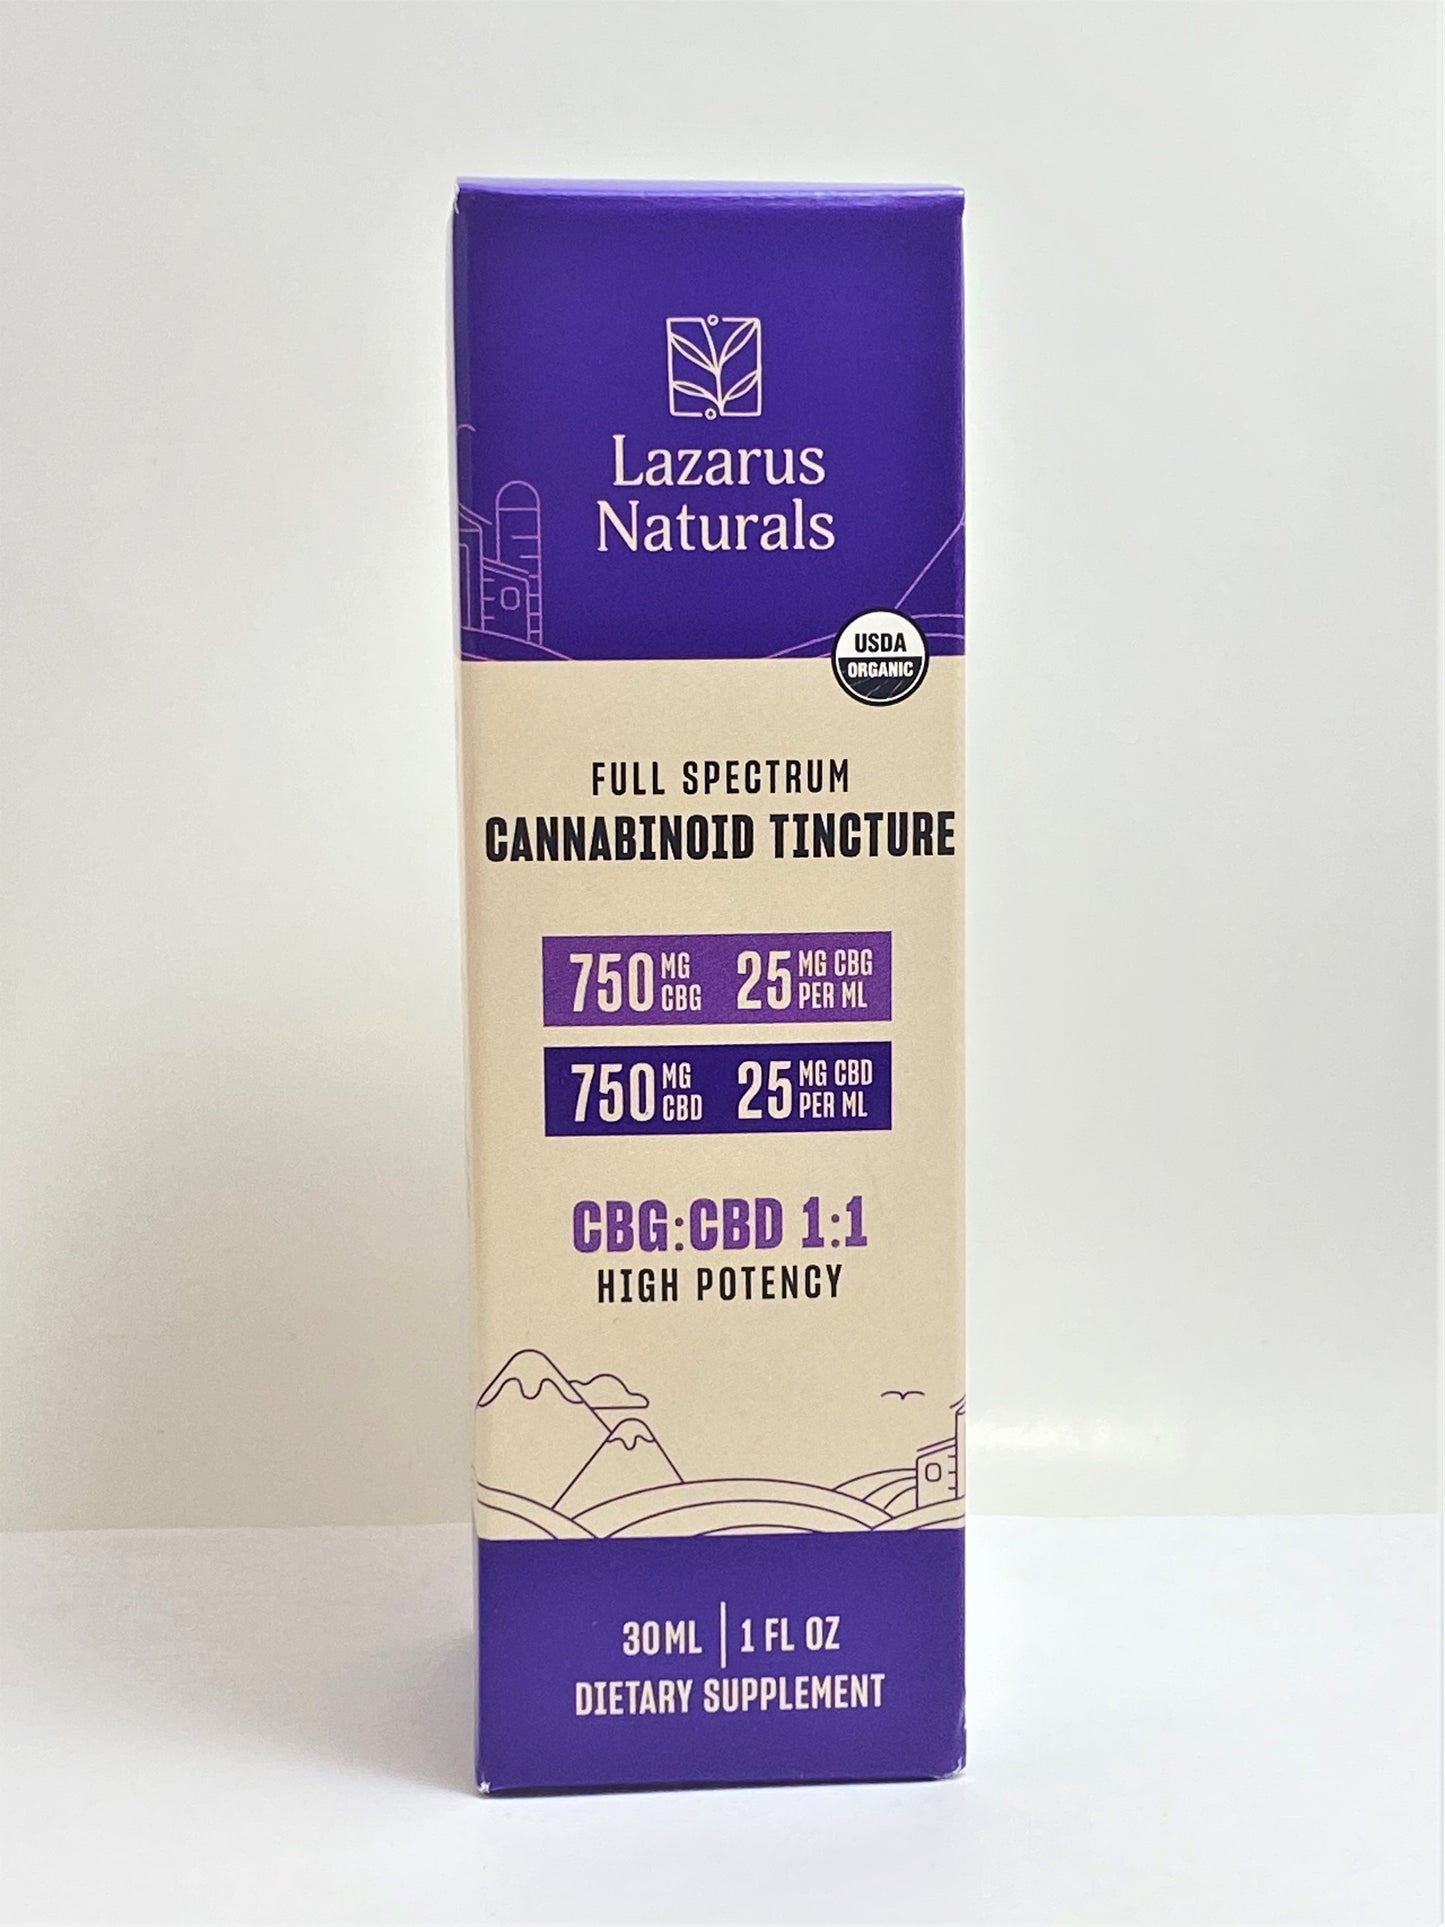 Lazarus
Naturals
USDA
ORGANIC
FULL SPECTRUM
CANNABINOID TINCTURE
750 MG CBG 25 MG CBG PER ML
750 MG CBD 25 MG CBD PER ML
CBG:CBD 1:1
HIGH POTENCY
30ML | 1 FL OZ
DIETARY SUPPLEMENT